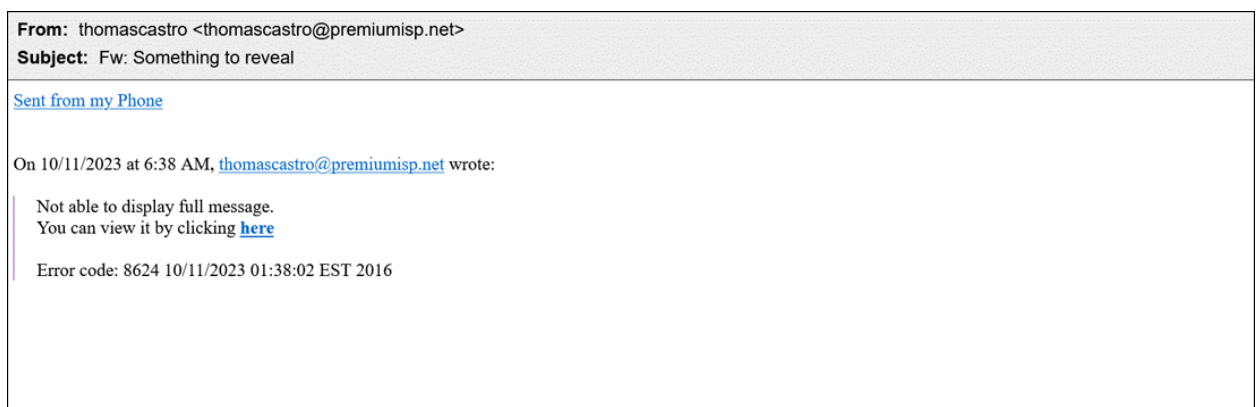 From: thomascastro <thomascastro@premiumisp.net>
Subject: Fw: Something to reveal
Sent from my Phone
On 10/11/2023 at 6:38 AM, thomascastro@premiumisp.net wrote:
Not able to display full message.
You can view it by clicking here
Error code: 8624 10/11/2023 01:38:02 EST 2016